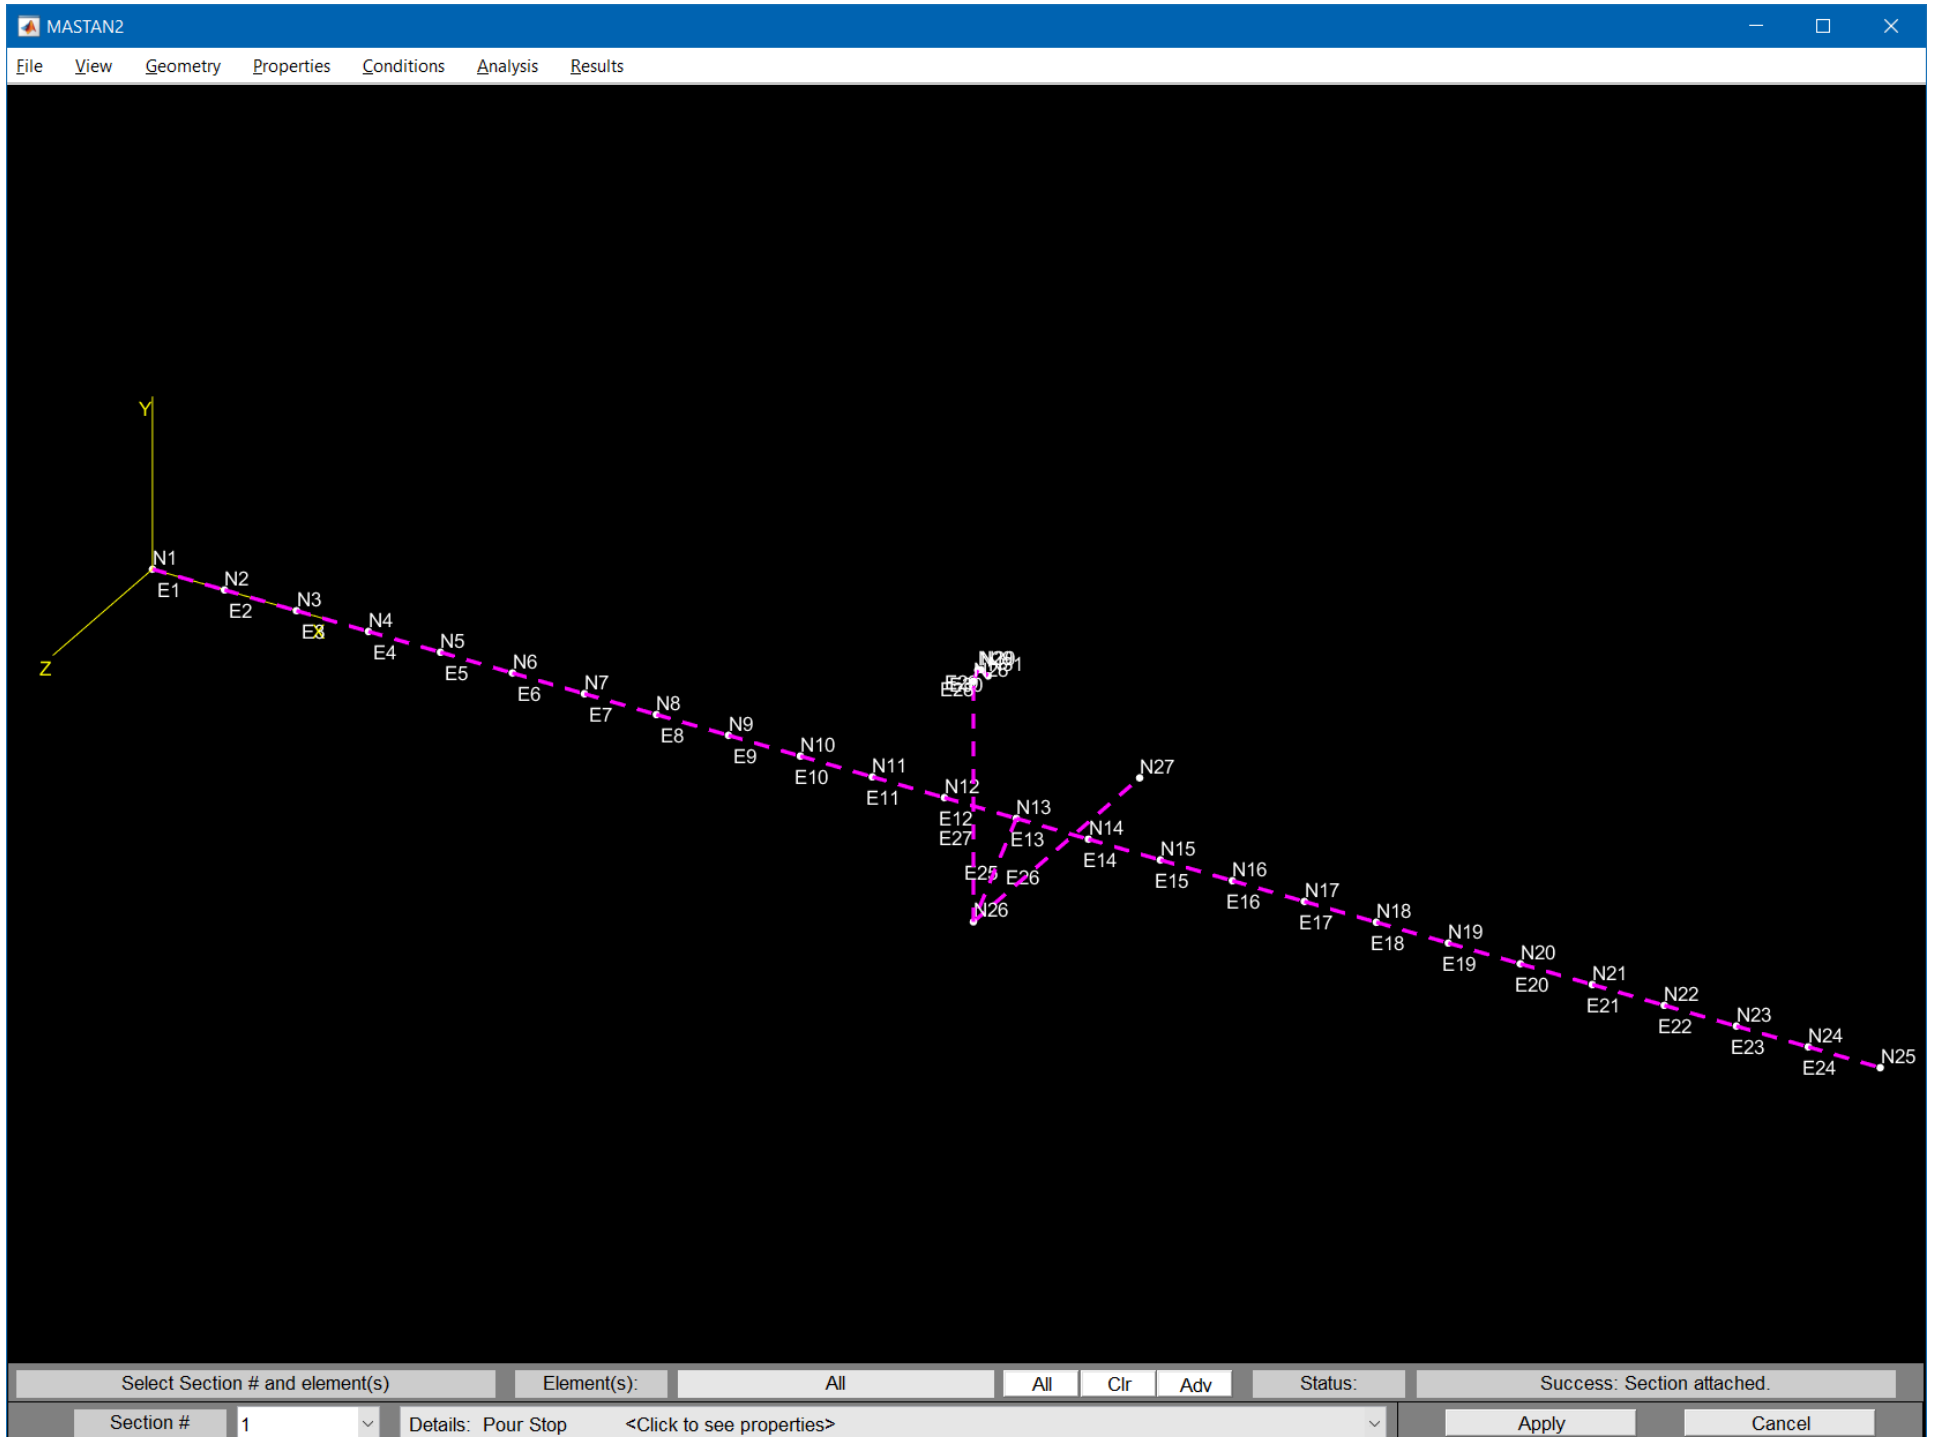 MASTAN2
File View Geometry Properties Conditions Analysis Results
Y
N1
E1
N2
E2
N3
X
Z
N4
E4
N5
E5
N6
E6
N7
E7
N8
E8
N9
E9
N10
E10
N11
E11
N12
E12
E27
N13
E13
N27
N14
E14
E25
E26
N26
N15
E15
N16
E16
N17
E17
N18
E18
N19
E19
N20
E20
N21
E21
N22
E22
N23
E23
N24
E24
N25
Select Section # and element(s) Element(s): All All Clr Adv Status: Success: Section attached.
Section # 1 Details: Pour Stop <Click to see properties> Apply Cancel